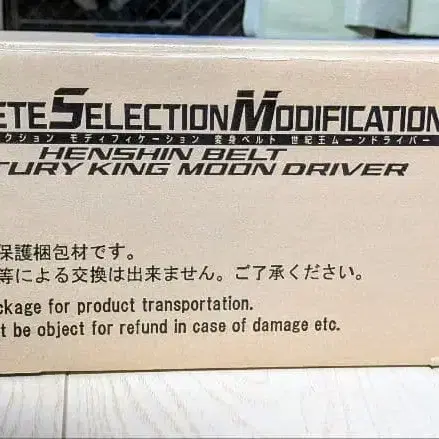 ETE SELECTION MODIFICATION
クション モディフィケーション 変身ベルト 世紀王ムーンドライバー
HENSHIN BELT
TURY KING MOON DRIVER
保護梱包材です。
等による交換は出来ません。ご了承ください。
ckage for product transportation.
t be object for refund in case of damage etc.